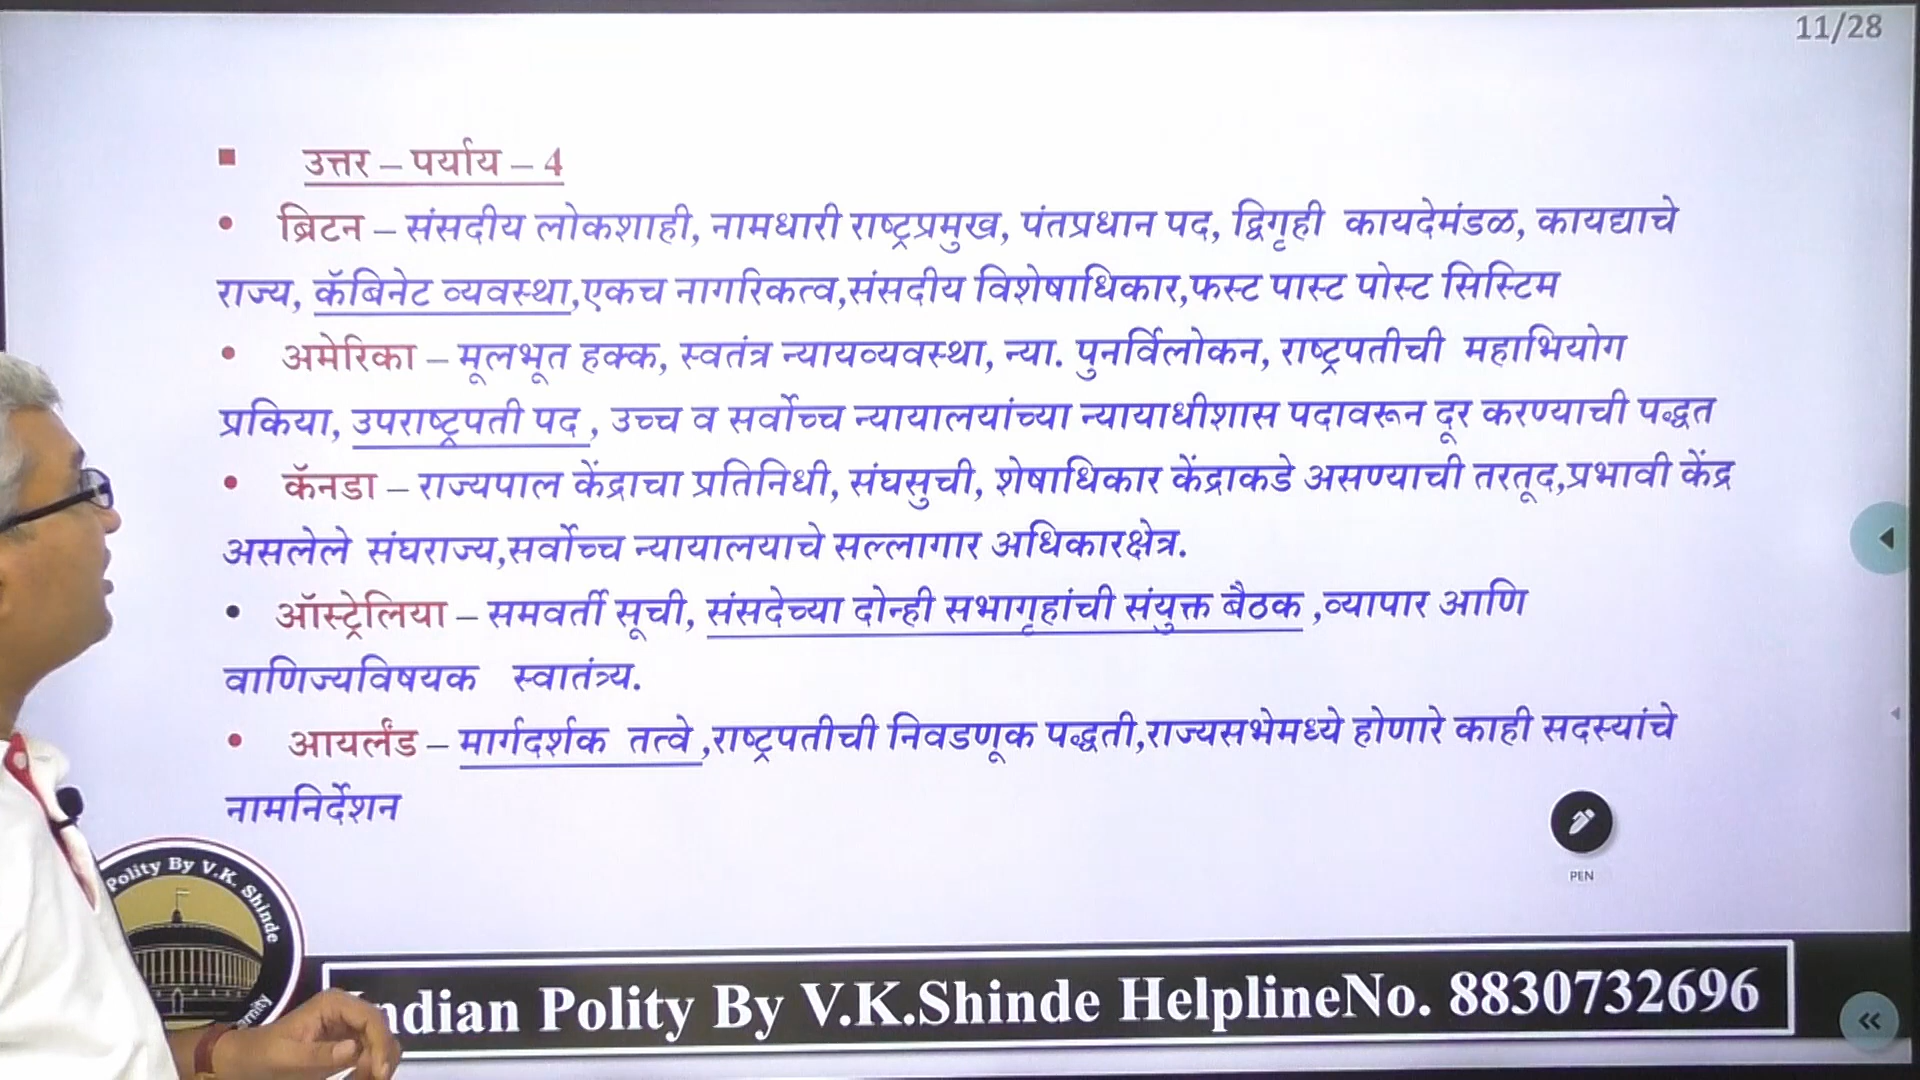 11/28
उत्तर – पर्याय – 4
ब्रिटन – संसदीय लोकशाही, नामधारी राष्ट्रप्रमुख, पंतप्रधान पद, द्विगृही कायदेमंडळ, कायद्याचे
राज्य, कॅबिनेट व्यवस्था,एकच नागरिकत्व,संसदीय विशेषाधिकार,फस्ट पास्ट पोस्ट सिस्टिम
अमेरिका – मूलभूत हक्क, स्वतंत्र न्यायव्यवस्था, न्या. पुनर्विलोकन, राष्ट्रपतीची महाभियोग
प्रकिया, उपराष्ट्रपती पद , उच्च व सर्वोच्च न्यायालयांच्या न्यायाधीशास पदावरून दूर करण्याची पद्धत
कॅनडा – राज्यपाल केंद्राचा प्रतिनिधी, संघसुची, शेषाधिकार केंद्राकडे असण्याची तरतूद,प्रभावी केंद्र
असलेले संघराज्य,सर्वोच्च न्यायालयाचे सल्लागार अधिकारक्षेत्र.
ऑस्ट्रेलिया – समवर्ती सूची, संसदेच्या दोन्ही सभागृहांची संयुक्त बैठक ,व्यापार आणि
वाणिज्यविषयक स्वातंत्र्य.
आयर्लंड – मार्गदर्शक तत्वे ,राष्ट्रपतीची निवडणूक पद्धती,राज्यसभेमध्ये होणारे काही सदस्यांचे
नामनिर्देशन
PEN
Polity By V.K. Shinde
Indian Polity By V.K.Shinde HelplineNo. 8830732696